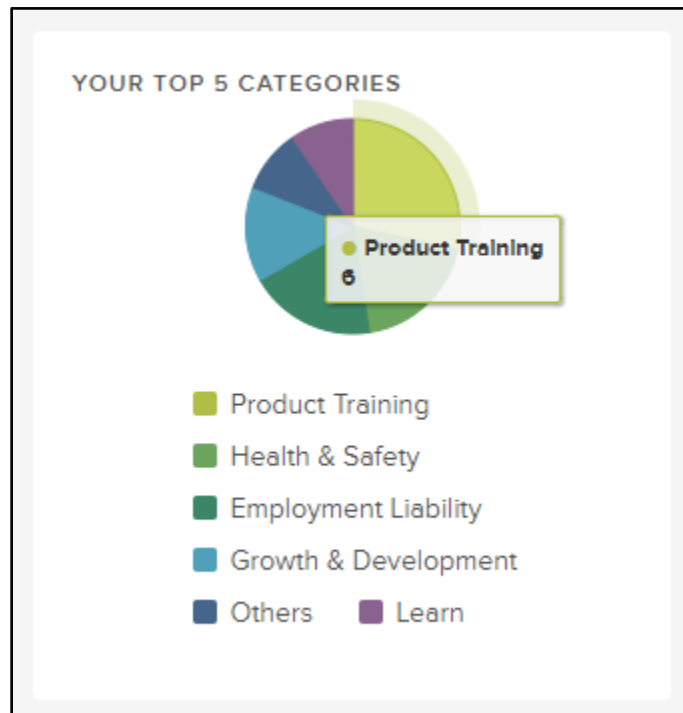 YOUR TOP 5 CATEGORIES
Product Training
6
Product Training
Health & Safety
Employment Liability
Growth & Development
Others Learn